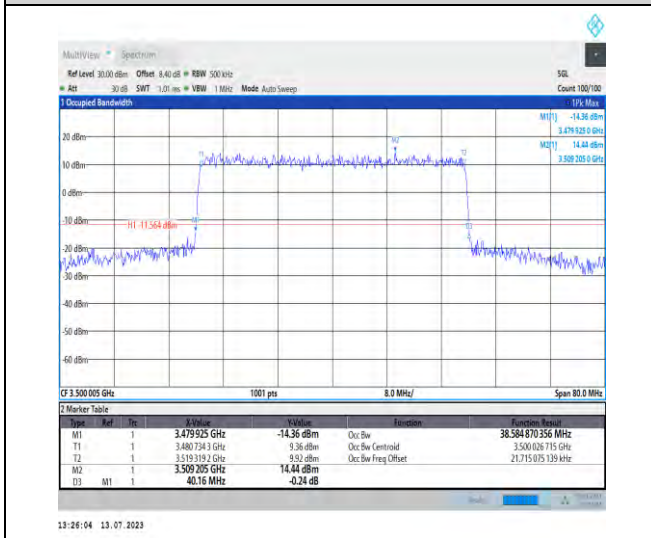 MultiView Spectrum
Ref Level 30.00 dBm Offset 8.40 dB RBW 500 kHz SGL
Att 30 dB SWT 1.01 ms VBW 1 MHz Mode Auto Sweep Count 100/100
1 Occupied Bandwidth 1Pk Max
M1[1] -14.36 dBm
3.479 925 0 GHz
M2[1] 14.44 dBm
3.509 205 0 GHz
20 dBm
M2
T1 T2
10 dBm
0 dBm
-10 dBm
H1 -11.564 dBm
-20 dBm
-30 dBm
-40 dBm
-50 dBm
-60 dBm
CF 3.500 005 GHz 1001 pts 8.0 MHz/ Span 80.0 MHz
2 Marker Table
Type Ref Trc X-Value Y-Value Function Function Result
M1 1 3.479925 GHz -14.36 dBm Occ Bw 38.584 870 356 MHz
T1 1 3.480 734 3 GHz 9.36 dBm Occ Bw Centroid 3.500 026 715 GHz
T2 1 3.519 319 2 GHz 9.92 dBm Occ Bw Freq Offset 21.715 075 139 kHz
M2 1 3.509 205 GHz 14.44 dBm
D3 M1 1 40.16 MHz -0.24 dB
13:26:04 13.07.2023